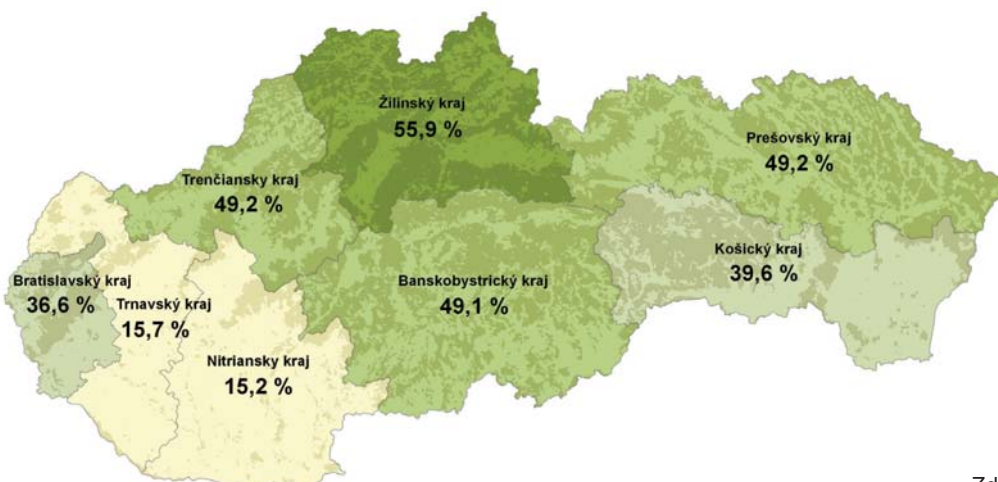 Žilinský kraj
55,9 %
Prešovský kraj
49,2 %
Trenčiansky kraj
49,2 %
Košický kraj
39,6 %
Bratislavský kraj
36,6 %
Banskobystrický kraj
49,1 %
Trnavský kraj
15,7 %
Nitriansky kraj
15,2 %